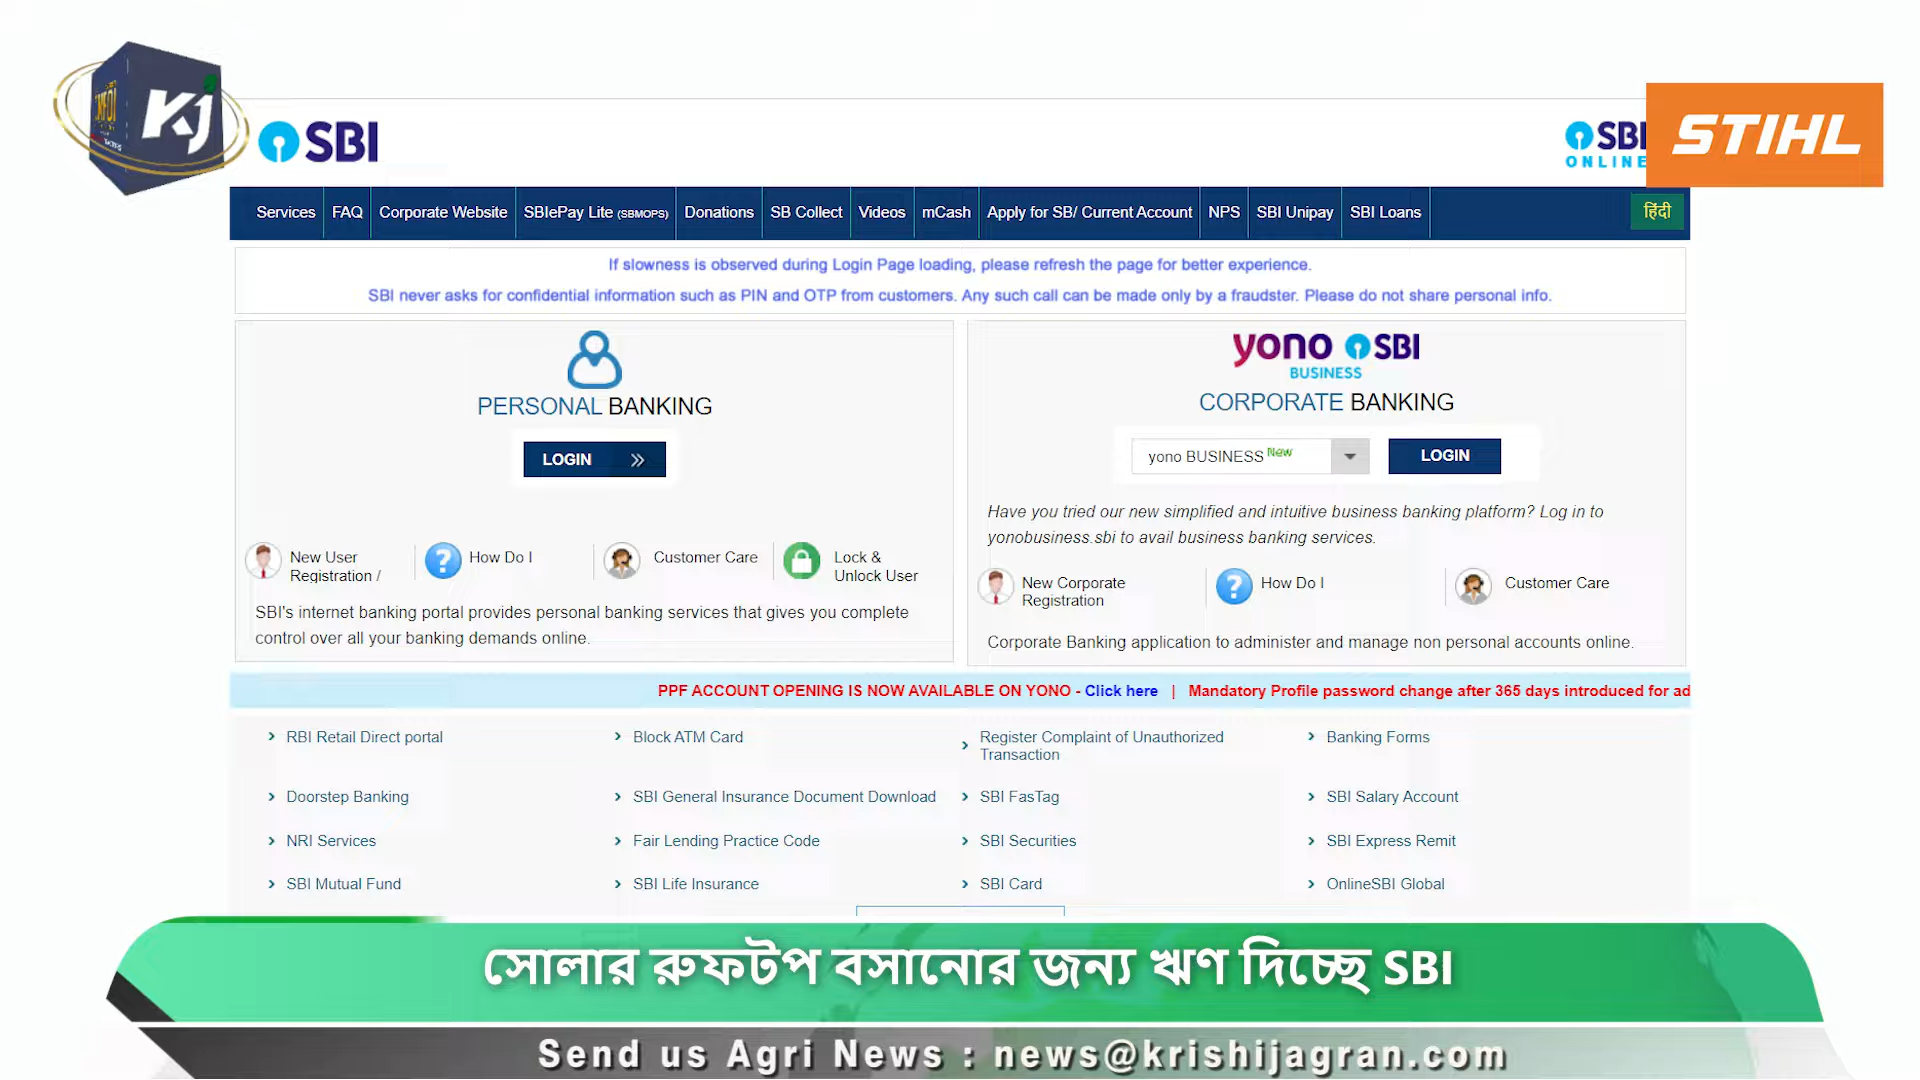 KJ
SBI
SBI
ONLINE
STIHL
Services FAQ Corporate Website SBIePay Lite (SBMOPS) Donations SB Collect Videos mCash Apply for SB/ Current Account NPS SBI Unipay SBI Loans हिंदी
If slowness is observed during Login Page loading, please refresh the page for better experience.
SBI never asks for confidential information such as PIN and OTP from customers. Any such call can be made only by a fraudster. Please do not share personal info.
PERSONAL BANKING
LOGIN »
New User
Registration /
How Do I
Customer Care
Lock &
Unlock User
SBI's internet banking portal provides personal banking services that gives you complete
control over all your banking demands online.
yono SBI
BUSINESS
CORPORATE BANKING
yono BUSINESS New
LOGIN
Have you tried our new simplified and intuitive business banking platform? Log in to
yonobusiness.sbi to avail business banking services.
New Corporate
Registration
How Do I
Customer Care
Corporate Banking application to administer and manage non personal accounts online.
PPF ACCOUNT OPENING IS NOW AVAILABLE ON YONO - Click here | Mandatory Profile password change after 365 days introduced for ad
RBI Retail Direct portal
Block ATM Card
Register Complaint of Unauthorized
Transaction
Banking Forms
Doorstep Banking
SBI General Insurance Document Download
SBI FasTag
SBI Salary Account
NRI Services
Fair Lending Practice Code
SBI Securities
SBI Express Remit
SBI Mutual Fund
SBI Life Insurance
SBI Card
OnlineSBI Global
সোলার রুফটপ বসানোর জন্য ঋণ দিচ্ছে SBI
Send us Agri News : news@krishijagran.com